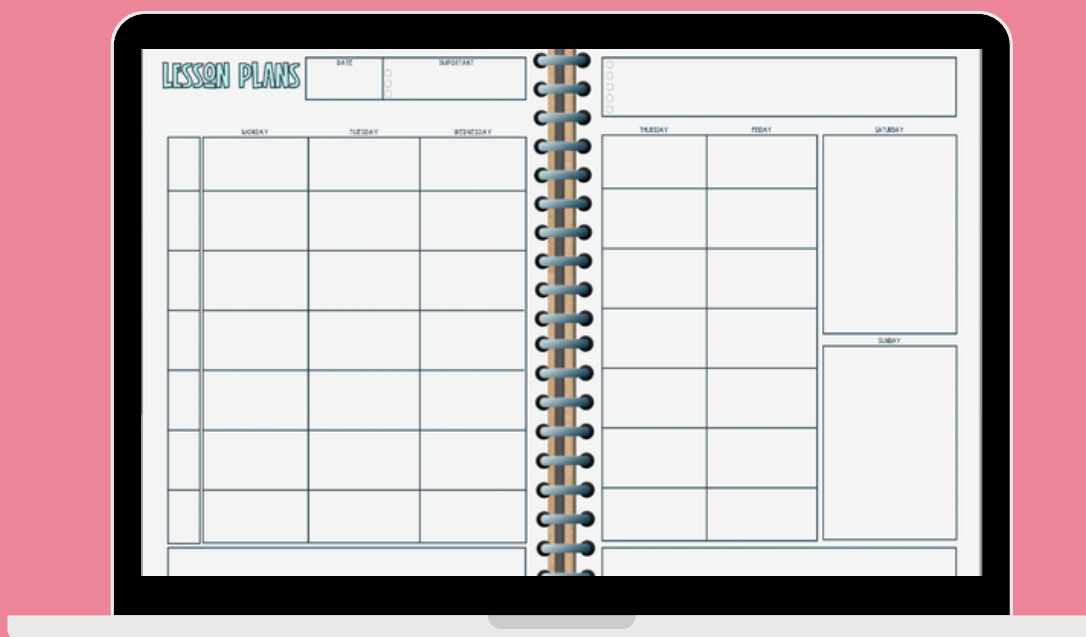 LESSON PLANS
DATE
IMPORTANT
MONDAY
TUESDAY
WEDNESDAY
THURSDAY
FRIDAY
SATURDAY
SUNDAY